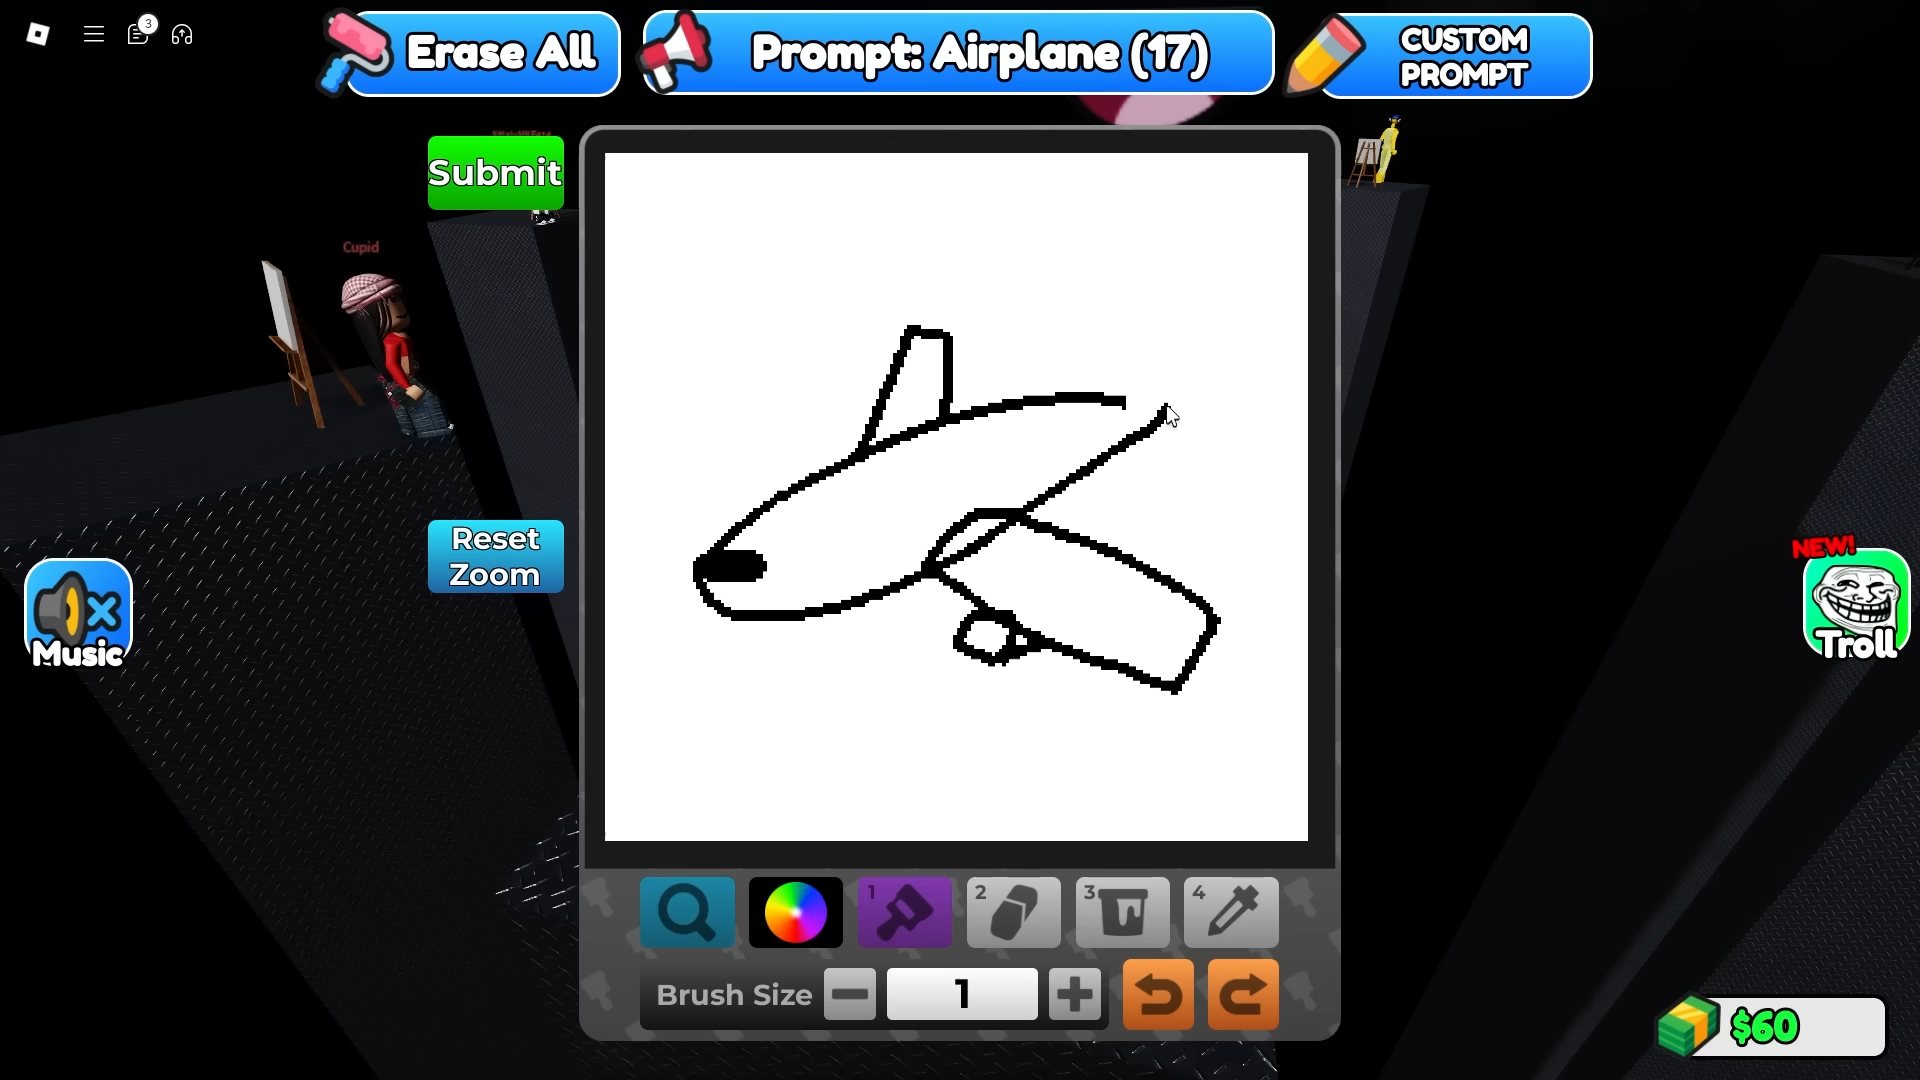 3
Erase All
Prompt: Airplane (17)
CUSTOM
PROMPT
Submit
Cupid
Reset
Zoom
Music
NEW!
Troll
1
2
3
4
Brush Size
1
$60